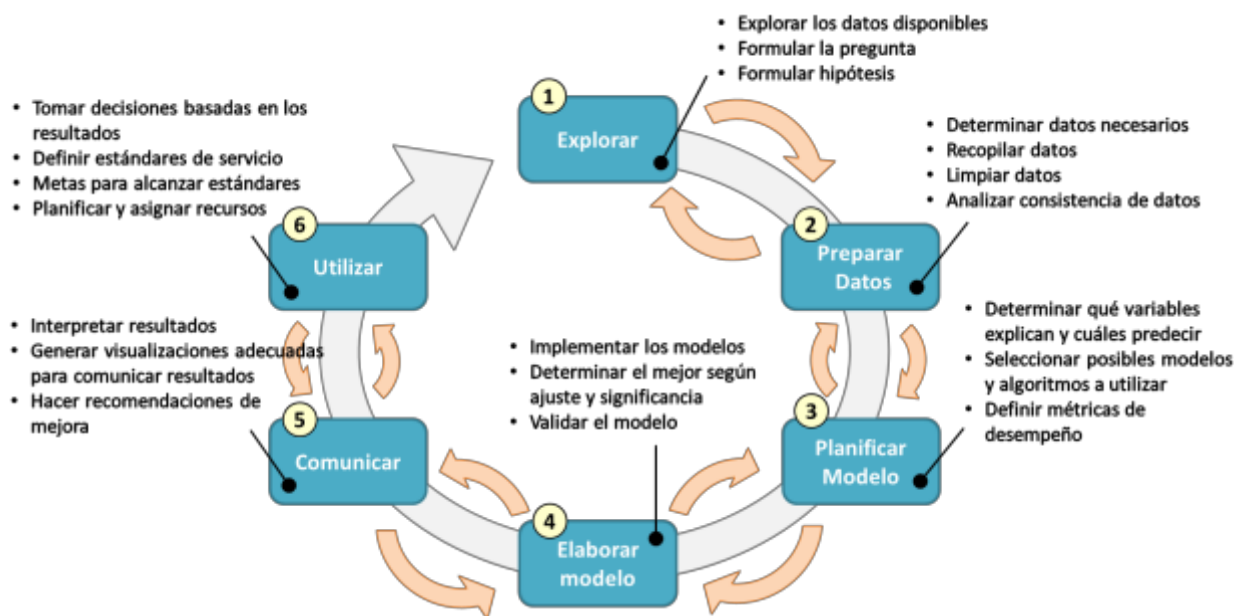 • Explorar los datos disponibles
• Formular la pregunta
• Formular hipótesis
1
Explorar
• Determinar datos necesarios
• Recopilar datos
• Limpiar datos
• Analizar consistencia de datos
2
Preparar
Datos
• Determinar qué variables
explican y cuáles predecir
• Seleccionar posibles modelos
y algoritmos a utilizar
• Definir métricas de
desempeño
3
Planificar
Modelo
• Implementar los modelos
• Determinar el mejor según
ajuste y significancia
• Validar el modelo
4
Elaborar
modelo
• Interpretar resultados
• Generar visualizaciones adecuadas
para comunicar resultados
• Hacer recomendaciones de
mejora
5
Comunicar
• Tomar decisiones basadas en los
resultados
• Definir estándares de servicio
• Metas para alcanzar estándares
• Planificar y asignar recursos
6
Utilizar